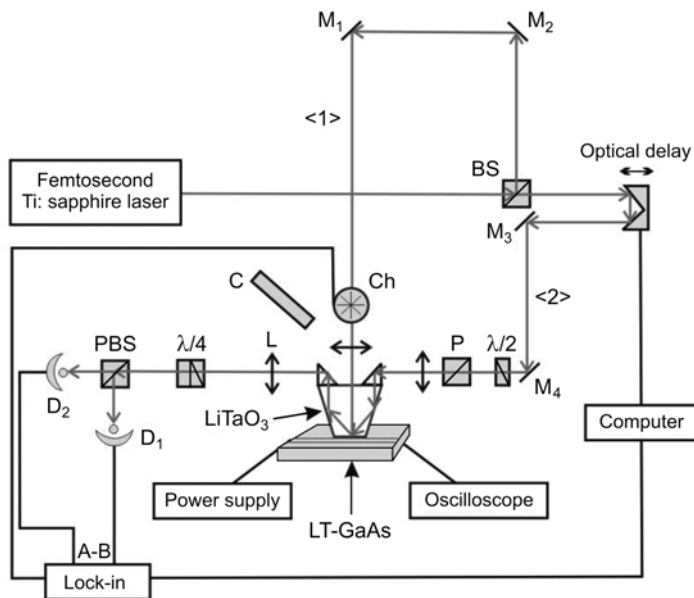 M1
M2
<1>
BS
Optical delay
Femtosecond
Ti: sapphire laser
M3
C
Ch
<2>
PBS
λ/4
L
P
λ/2
M4
D2
D1
LiTaO3
Computer
Power supply
Oscilloscope
LT-GaAs
A-B
Lock-in